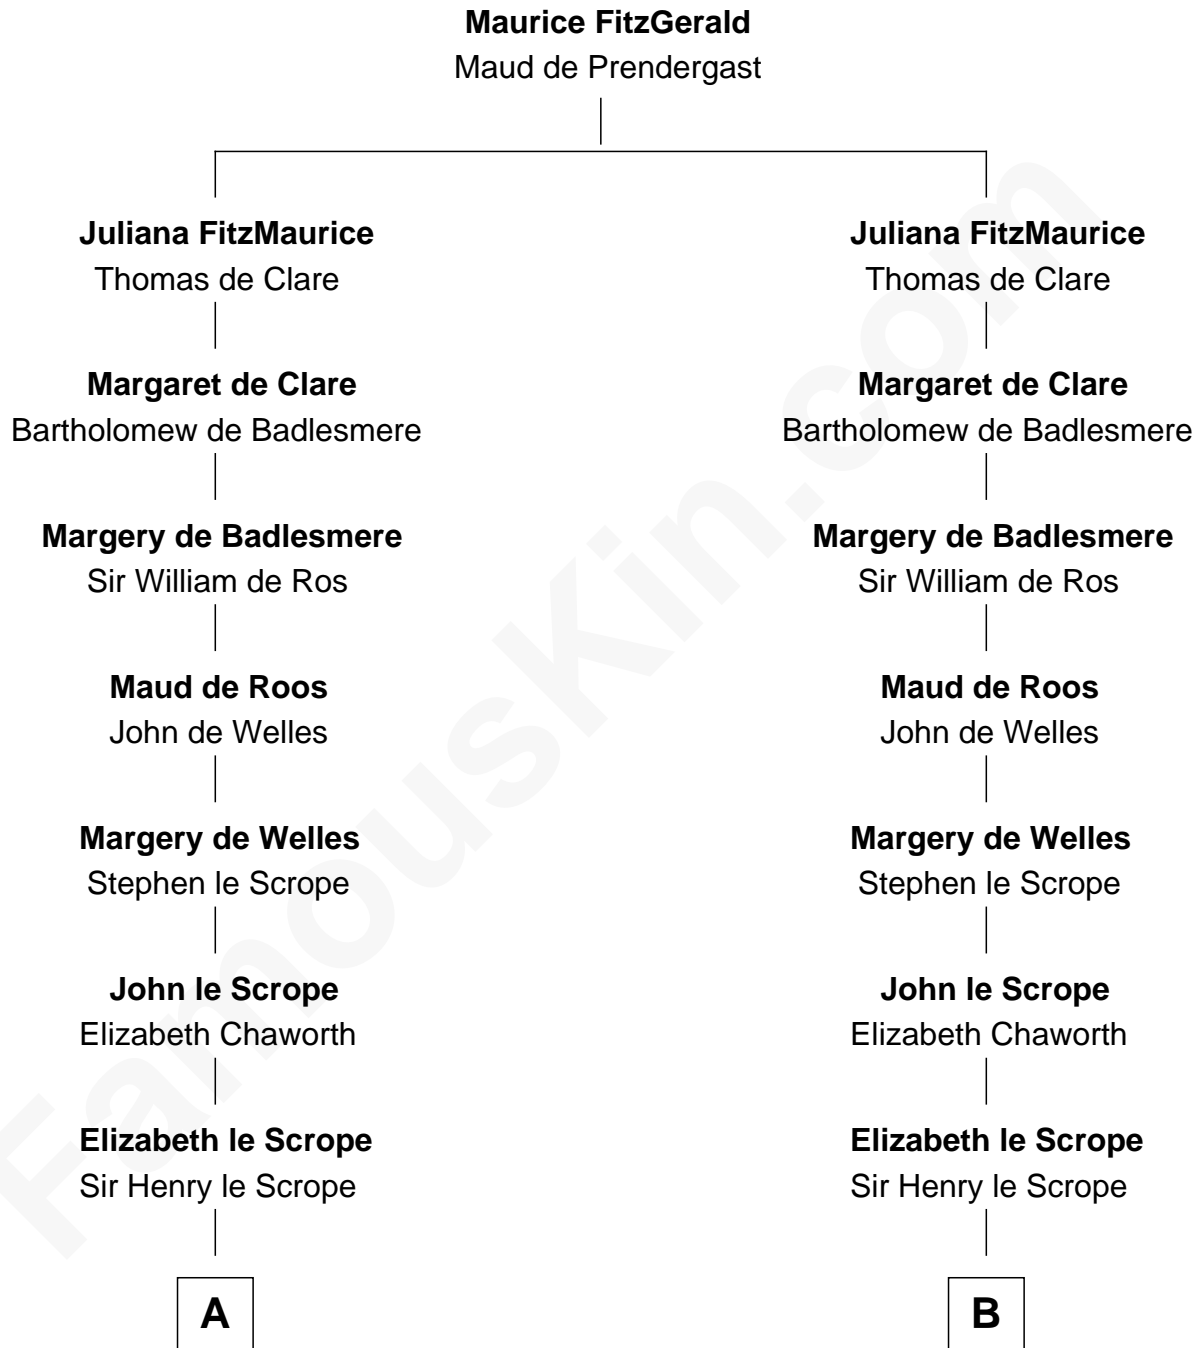 Maurice FitzGerald
Maud de Prendergast
Juliana FitzMaurice Juliana FitzMaurice
Thomas de Clare Thomas de Clare
Margaret de Clare Margaret de Clare
Bartholomew de Badlesmere Bartholomew de Badlesmere
Margery de Badlesmere Margery de Badlesmere
Sir William de Ros Sir William de Ros
Maud de Roos Maud de Roos
John de Welles John de Welles
Margery de Welles Margery de Welles
Stephen le Scrope Stephen le Scrope
John le Scrope John le Scrope
Elizabeth Chaworth Elizabeth Chaworth
Elizabeth le Scrope Elizabeth le Scrope
Sir Henry le Scrope Sir Henry le Scrope
A B
FamousKin.com